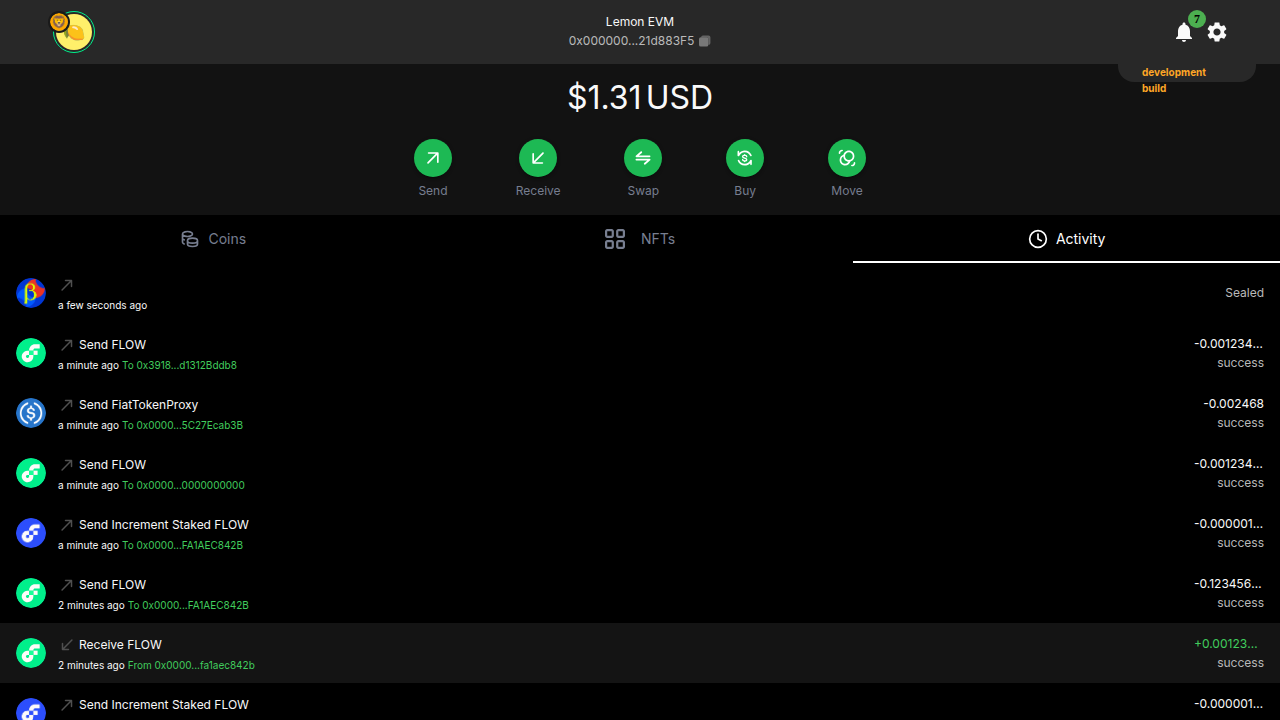 Lemon EVM
0x000000...21d883F5
7
development
build
$1.31 USD
Send
Receive
Swap
Buy
Move
Coins
NFTs
Activity
a few seconds ago
Sealed
Send FLOW
-0.001234...
a minute ago To 0x3918...d1312Bddb8
success
Send FiatTokenProxy
-0.002468
a minute ago To 0x0000...5C27Ecab3B
success
Send FLOW
-0.001234...
a minute ago To 0x0000...0000000000
success
Send Increment Staked FLOW
-0.000001...
a minute ago To 0x0000...FA1AEC842B
success
Send FLOW
-0.123456...
2 minutes ago To 0x0000...FA1AEC842B
success
Receive FLOW
+0.00123...
2 minutes ago From 0x0000...fa1aec842b
success
Send Increment Staked FLOW
-0.000001...